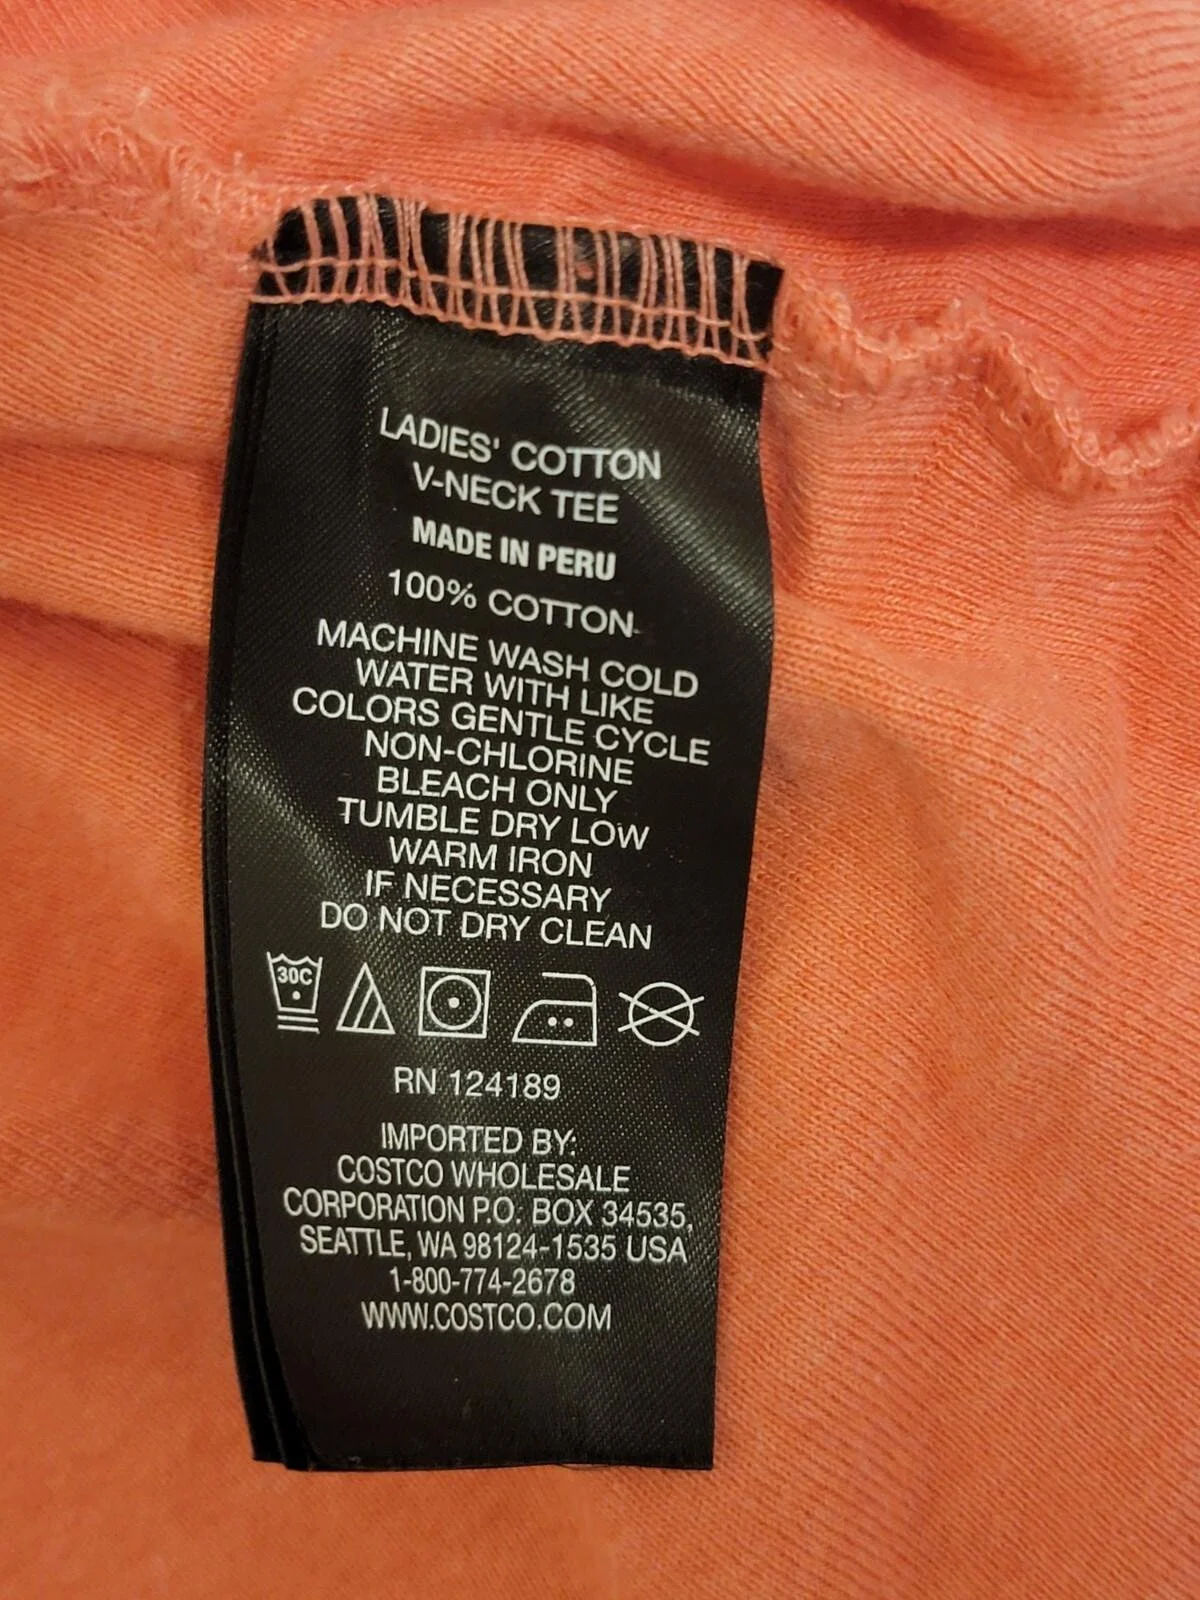 LADIES' COTTON
V-NECK TEE
MADE IN PERU
100% COTTON
MACHINE WASH COLD
WATER WITH LIKE
COLORS GENTLE CYCLE
NON-CHLORINE
BLEACH ONLY
TUMBLE DRY LOW
WARM IRON
IF NECESSARY
DO NOT DRY CLEAN
30C
RN 124189
IMPORTED BY:
COSTCO WHOLESALE
CORPORATION P.O. BOX 34535,
SEATTLE, WA 98124-1535 USA
1-800-774-2678
WWW.COSTCO.COM